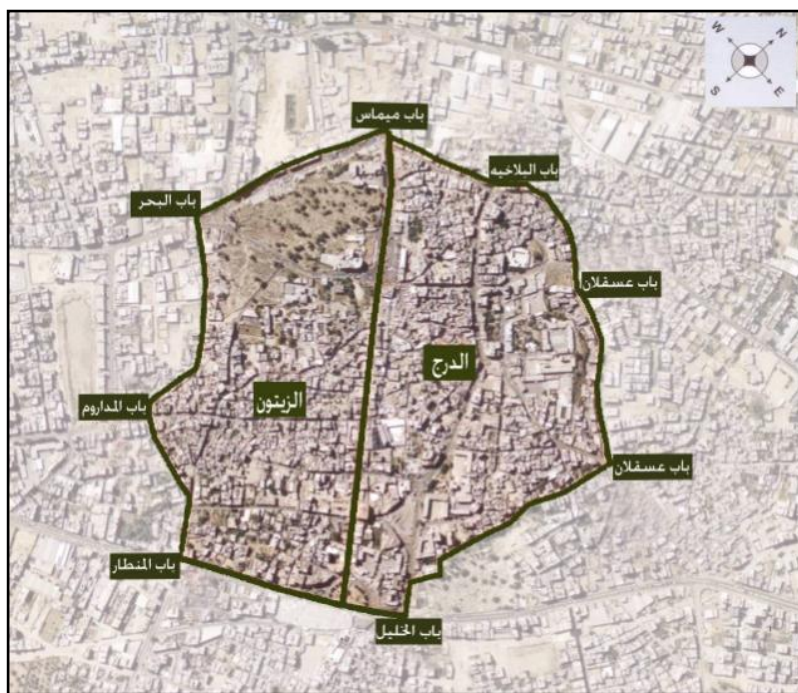 W
N
S
E
باب ميماس
باب البلاخيه
باب البحر
باب عسقلان
الدرج
الزيتون
باب المداروم
باب عسقلان
باب المنطار
باب الخليل